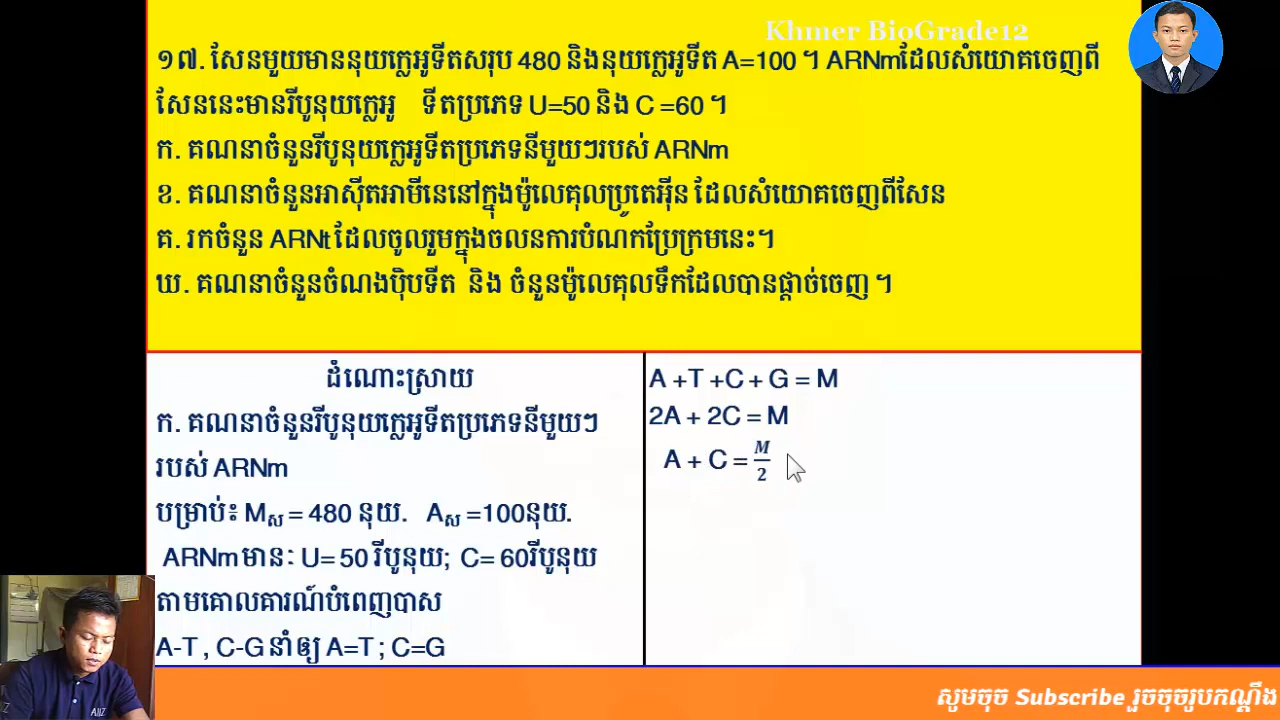 Khmer BioGrade12
១៧. សែនមួយមាននុយក្លេអូទីតសរុប 480 និងនុយក្លេអូទីត A=100 ។ ARNmដែលសំយោគចេញពី
សែននេះមានរីបូនុយក្លេអូ ទីតប្រភេទ U=50 និង C =60 ។
ក. គណនាចំនួនរីបូនុយក្លេអូទីតប្រភេទនីមួយៗរបស់ ARNm
ខ. គណនាចំនួនអាស៊ីតអាមីនេនៅក្នុងម៉ូលេគុលប្រូតេអ៊ីន ដែលសំយោគចេញពីសែន
គ. រកចំនួន ARNt ដែលចូលរួមក្នុងចលនការបំណកប្រែក្រមនេះ។
ឃ. គណនាចំនួនចំណងប៉ិបទីត និង ចំនួនម៉ូលេគុលទឹកដែលបានផ្តាច់ចេញ ។
ដំណោះស្រាយ
ក. គណនាចំនួនរីបូនុយក្លេអូទីតប្រភេទនីមួយៗ
របស់ ARNm
បម្រាប់៖ Mស = 480 នុយ. Aស =100នុយ.
ARNmមាន: U= 50 រីបូនុយ; C= 60រីបូនុយ
តាមគោលគារណ៍បំពេញបាស
A-T , C-G នាំឲ្យ A=T ; C=G
A +T +C + G = M
2A + 2C = M
A + C = M/2
AIIZ
សូមចុច Subscribe រួចចុចរូបកណ្ដឹង